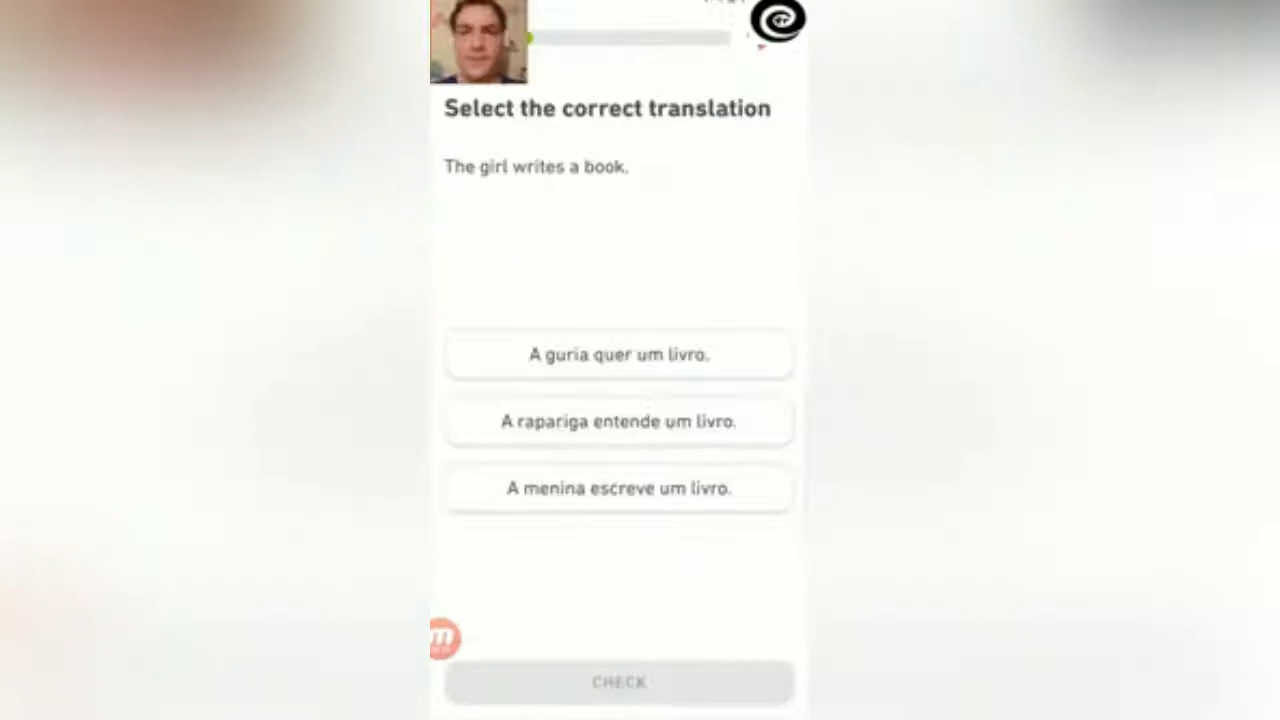 Select the correct translation
The girl writes a book.
A guria quer um livro.
A rapariga entende um livro.
A menina escreve um livro.
CHECK